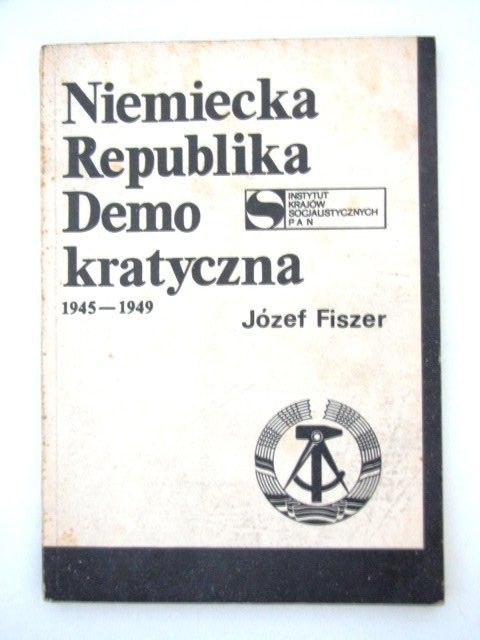 Niemiecka
Republika
Demo
kratyczna
1945—1949
S
INSTYTUT
KRAJÓW
SOCJALISTYCZNYCH
PAN
Józef Fiszer